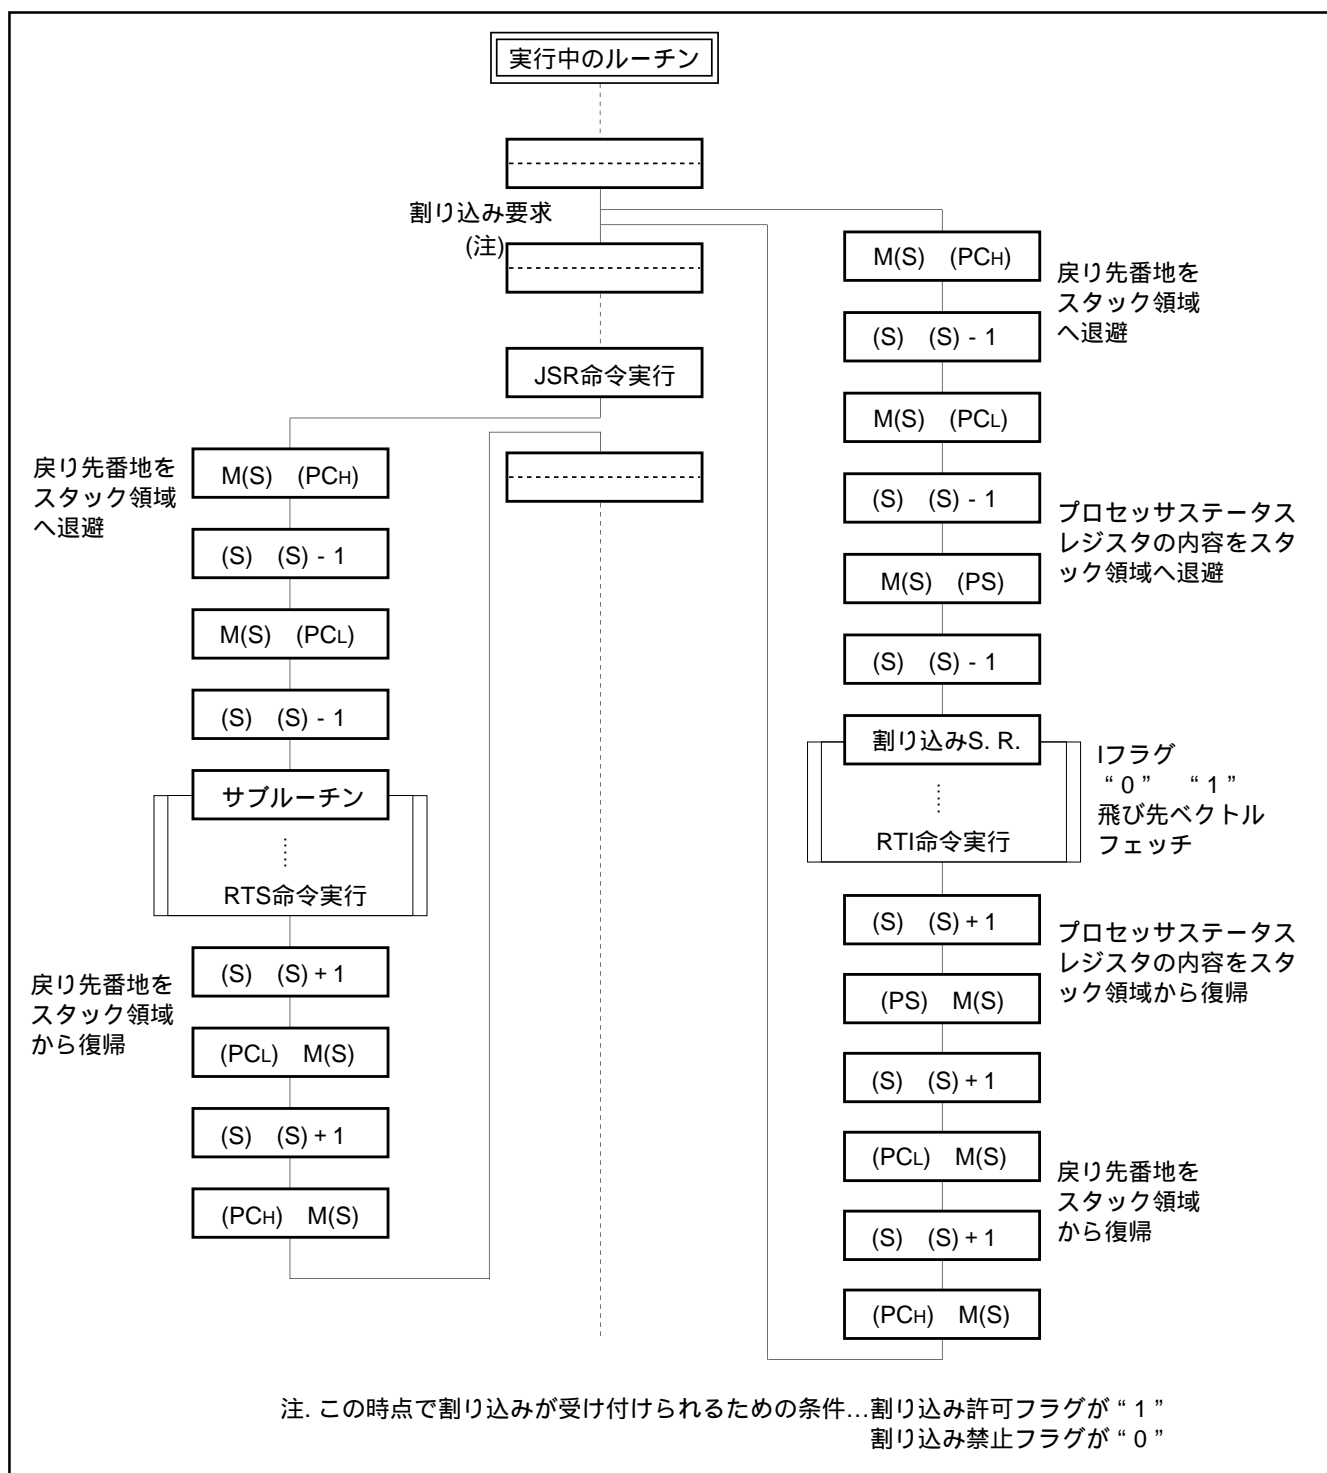 実行中のルーチン
割り込み要求
(注)
JSR命令実行
戻り先番地を
スタック領域
へ退避
M(S) (PCH)
(S) (S) - 1
M(S) (PCL)
(S) (S) - 1
サブルーチン
⋮
RTS命令実行
戻り先番地を
スタック領域
から復帰
(S) (S) + 1
(PCL) M(S)
(S) (S) + 1
(PCH) M(S)
M(S) (PCH)
(S) (S) - 1
M(S) (PCL)
(S) (S) - 1
M(S) (PS)
(S) (S) - 1
戻り先番地を
スタック領域
へ退避
プロセッサステータス
レジスタの内容をスタ
ック領域へ退避
割り込みS. R.
⋮
RTI命令実行
Iフラグ
“ 0 ” “ 1 ”
飛び先ベクトル
フェッチ
(S) (S) + 1
(PS) M(S)
(S) (S) + 1
(PCL) M(S)
(S) (S) + 1
(PCH) M(S)
プロセッサステータス
レジスタの内容をスタ
ック領域から復帰
戻り先番地を
スタック領域
から復帰
注. この時点で割り込みが受け付けられるための条件…割り込み許可フラグが “ 1 ”
割り込み禁止フラグが “ 0 ”